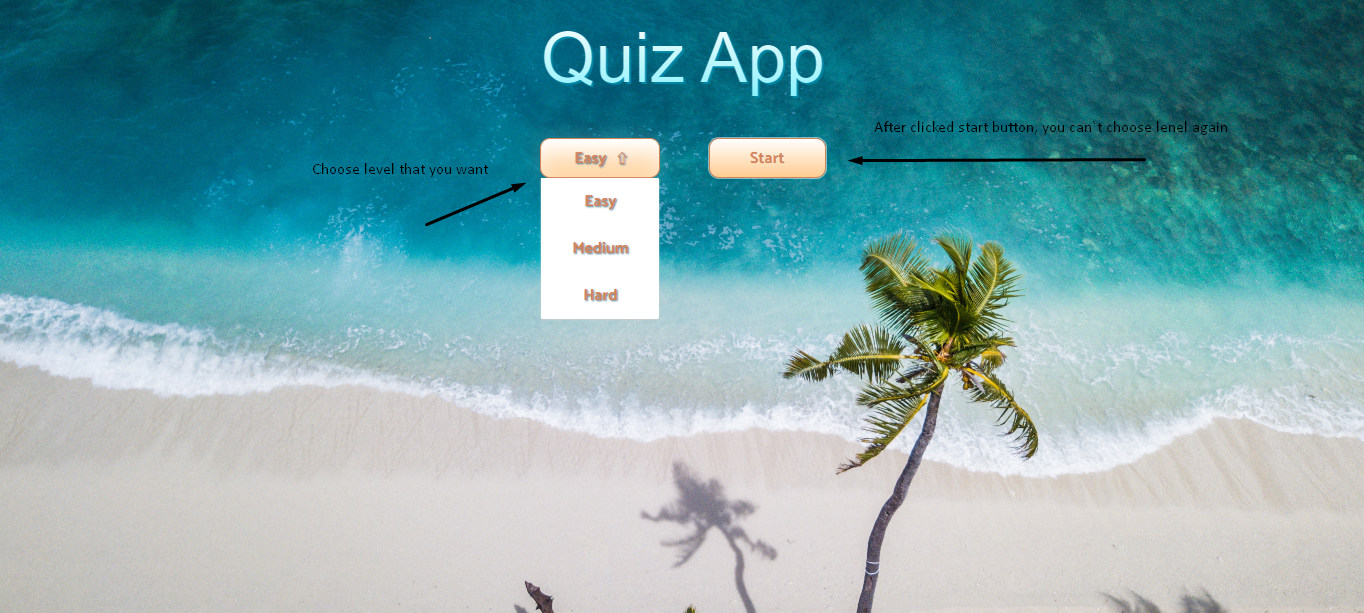 Quiz App
After clicked start button, you can`t choose lenel again
Choose level that you want
Easy ⇧
Start
Easy
Medium
Hard